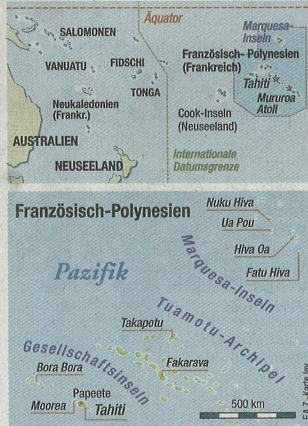 Äquator
SALOMONEN
Marquesa-
Inseln
Französisch-Polynesien
(Frankreich)
VANUATU
FIDSCHI
Tahiti
TONGA
Mururoa
Atoll
Neukaledonien
(Frankr.)
Cook-Inseln
(Neuseeland)
AUSTRALIEN
NEUSEELAND
Internationale
Datumsgrenze
Französisch-Polynesien
Nuku Hiva
Ua Pou
Hiva Oa
Fatu Hiva
Marquesa-Inseln
Pazifik
Tuamotu-Archipel
Takapotu
Gesellschaftsinseln
Fakarava
Bora Bora
Papeete
Moorea
Tahiti
500 km
F.A.Z.-Karte lev.